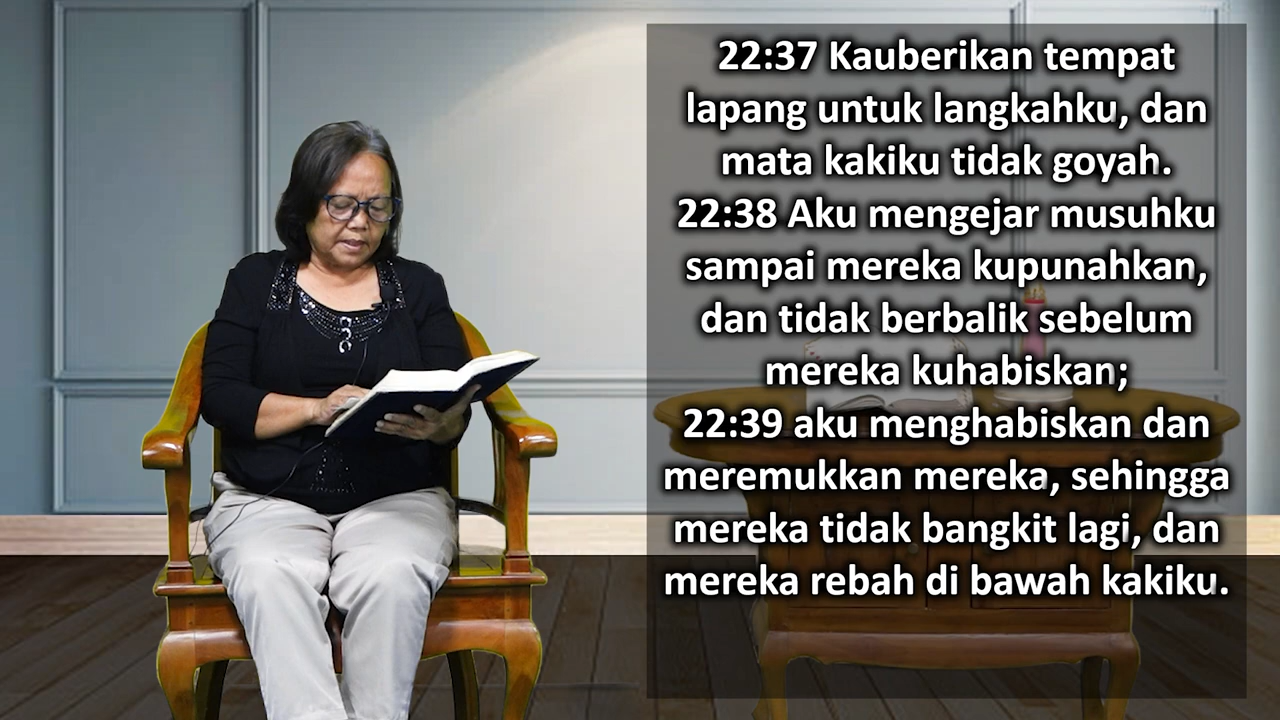 22:37 Kauberikan tempat
lapang untuk langkahku, dan
mata kakiku tidak goyah.
22:38 Aku mengejar musuhku
sampai mereka kupunahkan,
dan tidak berbalik sebelum
mereka kuhabiskan;
22:39 aku menghabiskan dan
meremukkan mereka, sehingga
mereka tidak bangkit lagi, dan
mereka rebah di bawah kakiku.